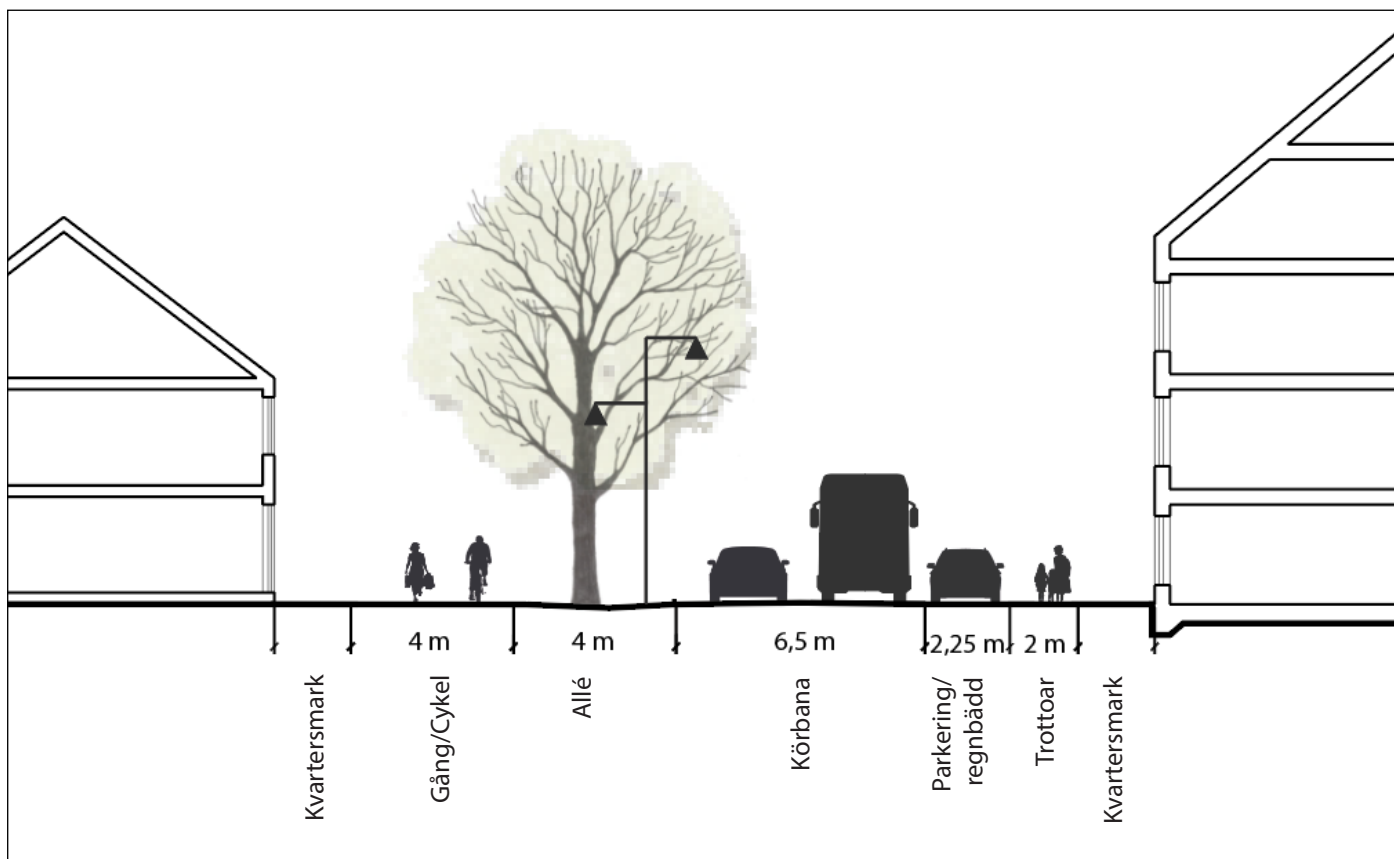 4 m
4 m
6,5 m
2,25 m
2 m
Kvartersmark
Gång/Cykel
Allé
Körbana
Parkering/
regnbädd
Trottoar
Kvartersmark